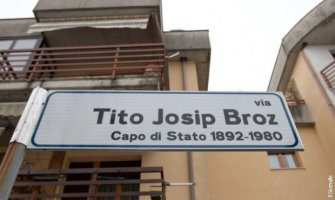 via
Tito Josip Broz
Capo di Stato 1892-1980